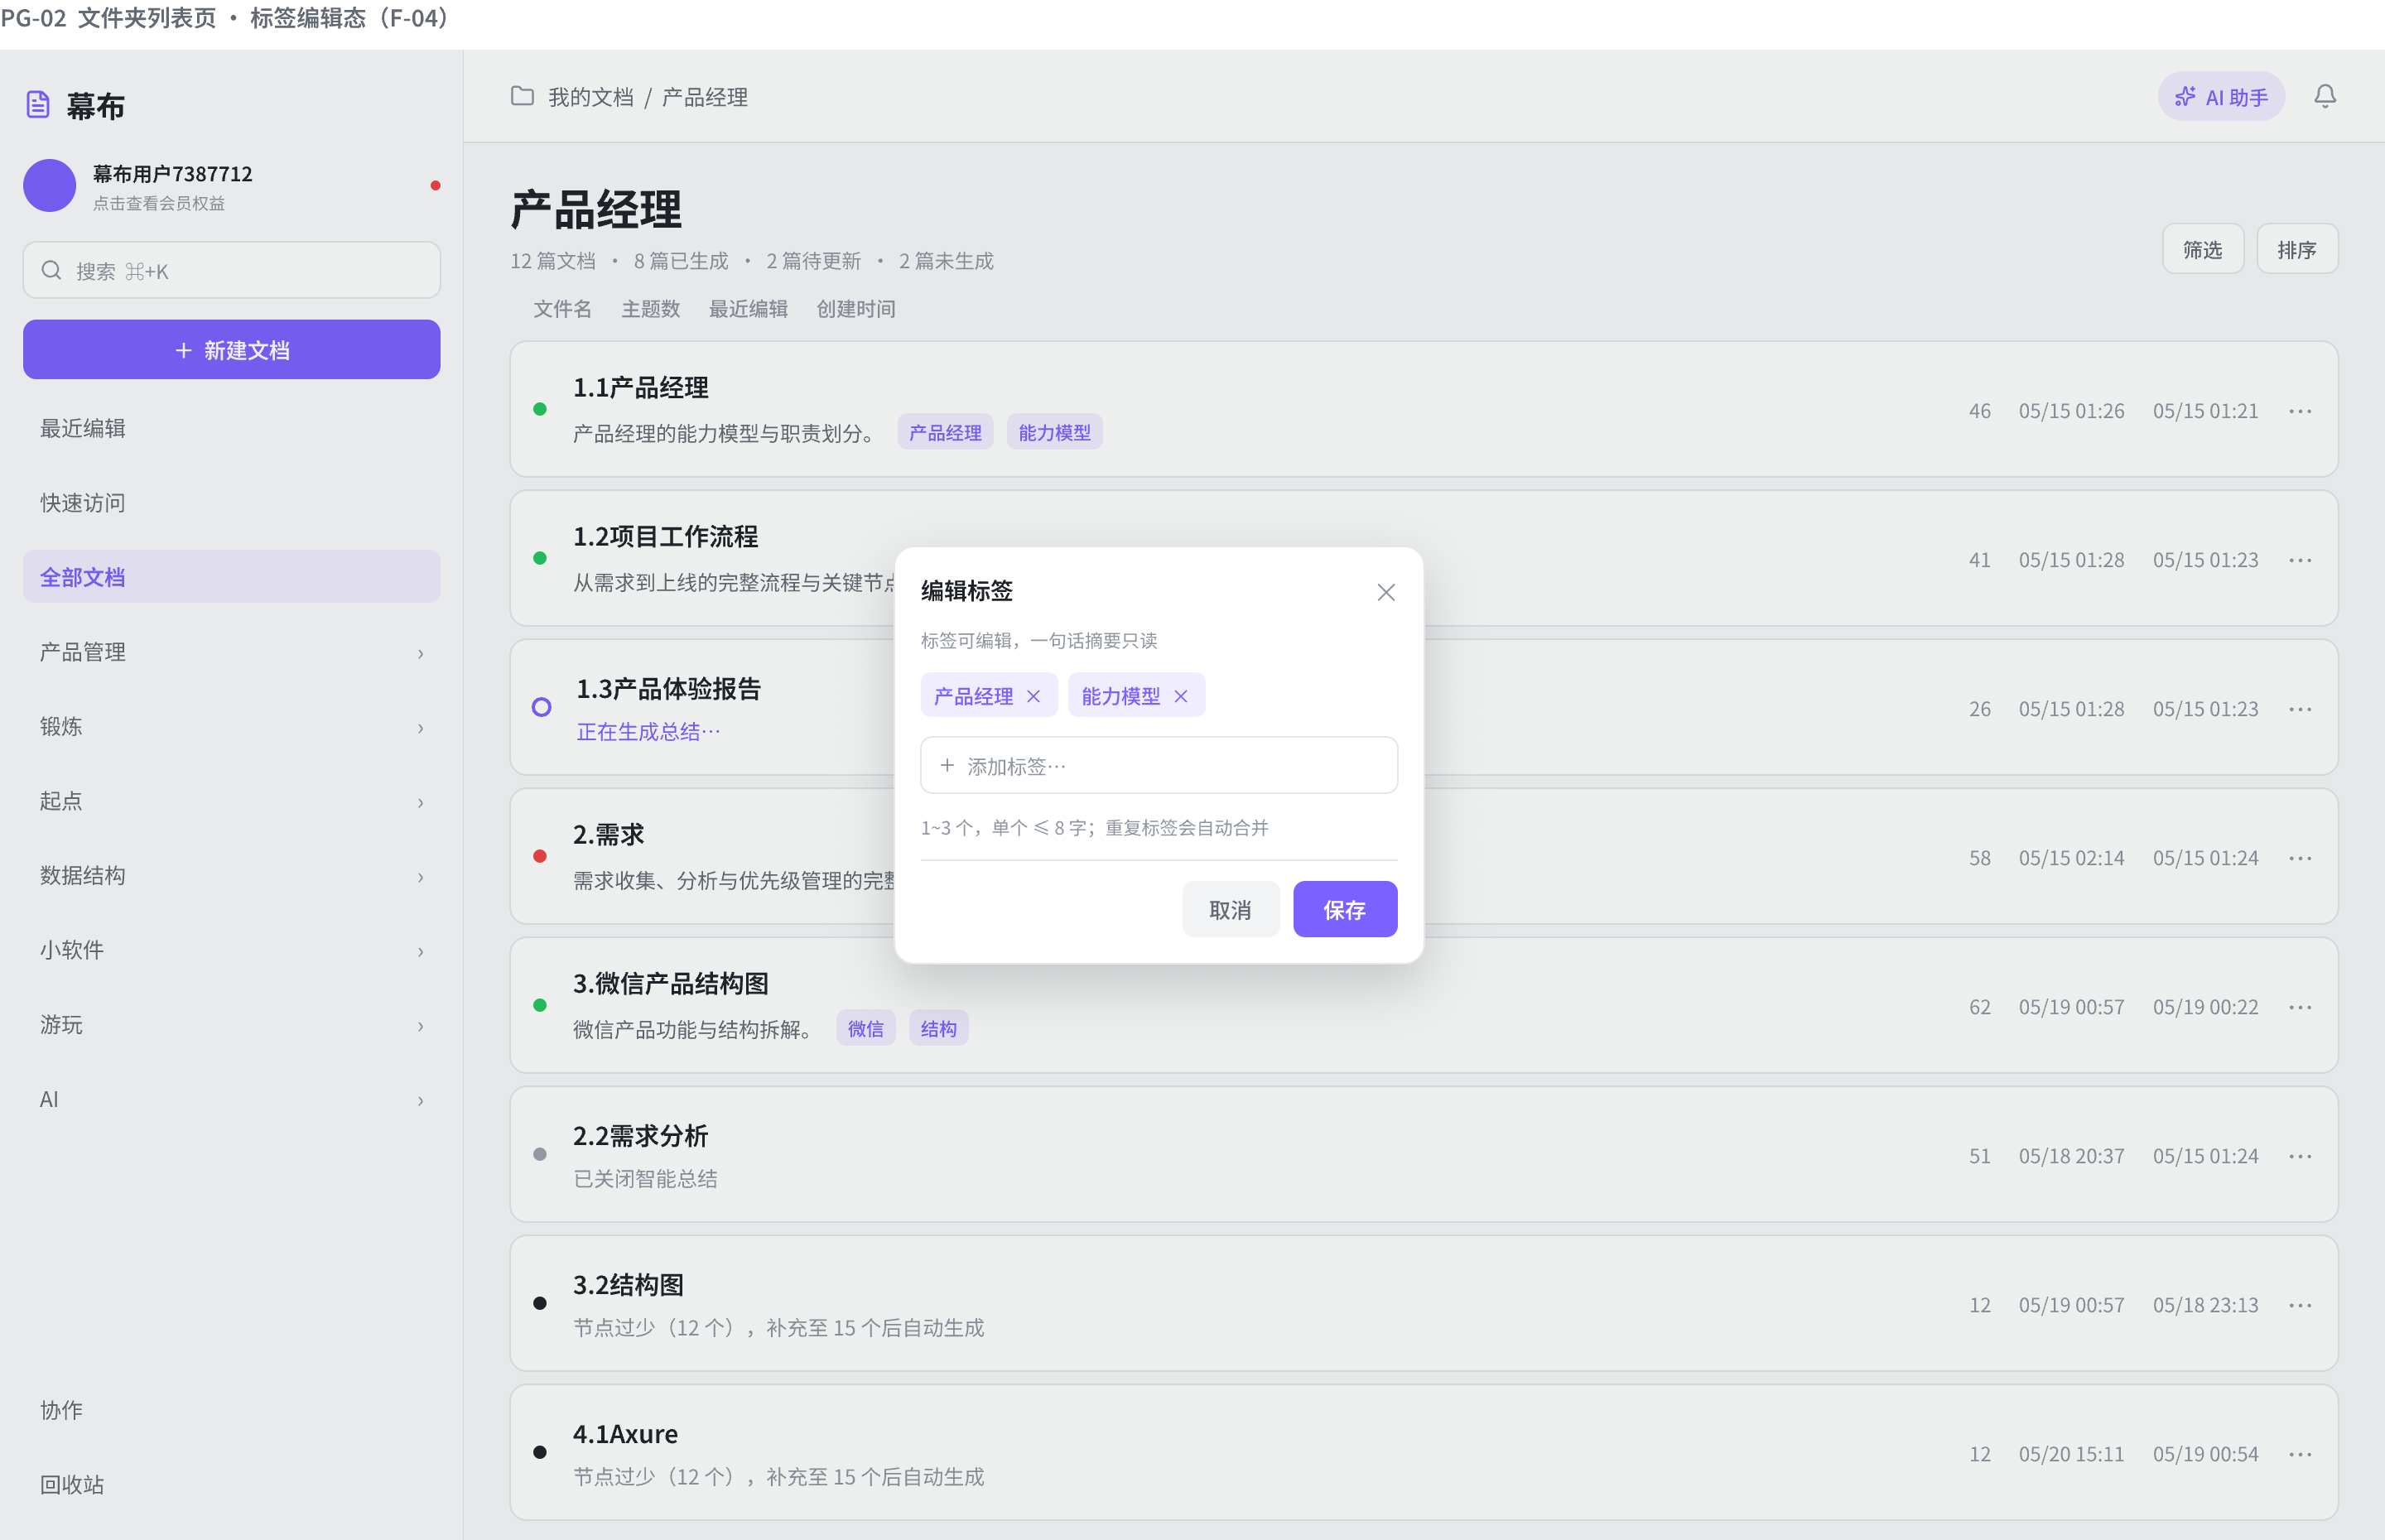 PG-02 文件夹列表页 · 标签编辑态（F-04）
幕布
幕布用户7387712
点击查看会员权益
搜索 ⌘+K
+ 新建文档
最近编辑
快速访问
全部文档
产品管理 ›
锻炼 ›
起点 ›
数据结构 ›
小软件 ›
游玩 ›
AI ›
协作
回收站
我的文档 / 产品经理
AI 助手
产品经理
12 篇文档 · 8 篇已生成 · 2 篇待更新 · 2 篇未生成
筛选 排序
文件名 主题数 最近编辑 创建时间
1.1产品经理
产品经理的能力模型与职责划分。 产品经理 能力模型
46 05/15 01:26 05/15 01:21 ···
1.2项目工作流程
从需求到上线的完整流程与关键节
41 05/15 01:28 05/15 01:23 ···
1.3产品体验报告
正在生成总结···
26 05/15 01:28 05/15 01:23 ···
2.需求
需求收集、分析与优先级管理的完
58 05/15 02:14 05/15 01:24 ···
3.微信产品结构图
微信产品功能与结构拆解。 微信 结构
62 05/19 00:57 05/19 00:22 ···
2.2需求分析
已关闭智能总结
51 05/18 20:37 05/15 01:24 ···
3.2结构图
节点过少（12 个），补充至 15 个后自动生成
12 05/19 00:57 05/18 23:13 ···
4.1Axure
节点过少（12 个），补充至 15 个后自动生成
12 05/20 15:11 05/19 00:54 ···
编辑标签
标签可编辑，一句话摘要只读
产品经理 × 能力模型 ×
+ 添加标签···
1~3 个，单个 ≤ 8 字；重复标签会自动合并
取消 保存